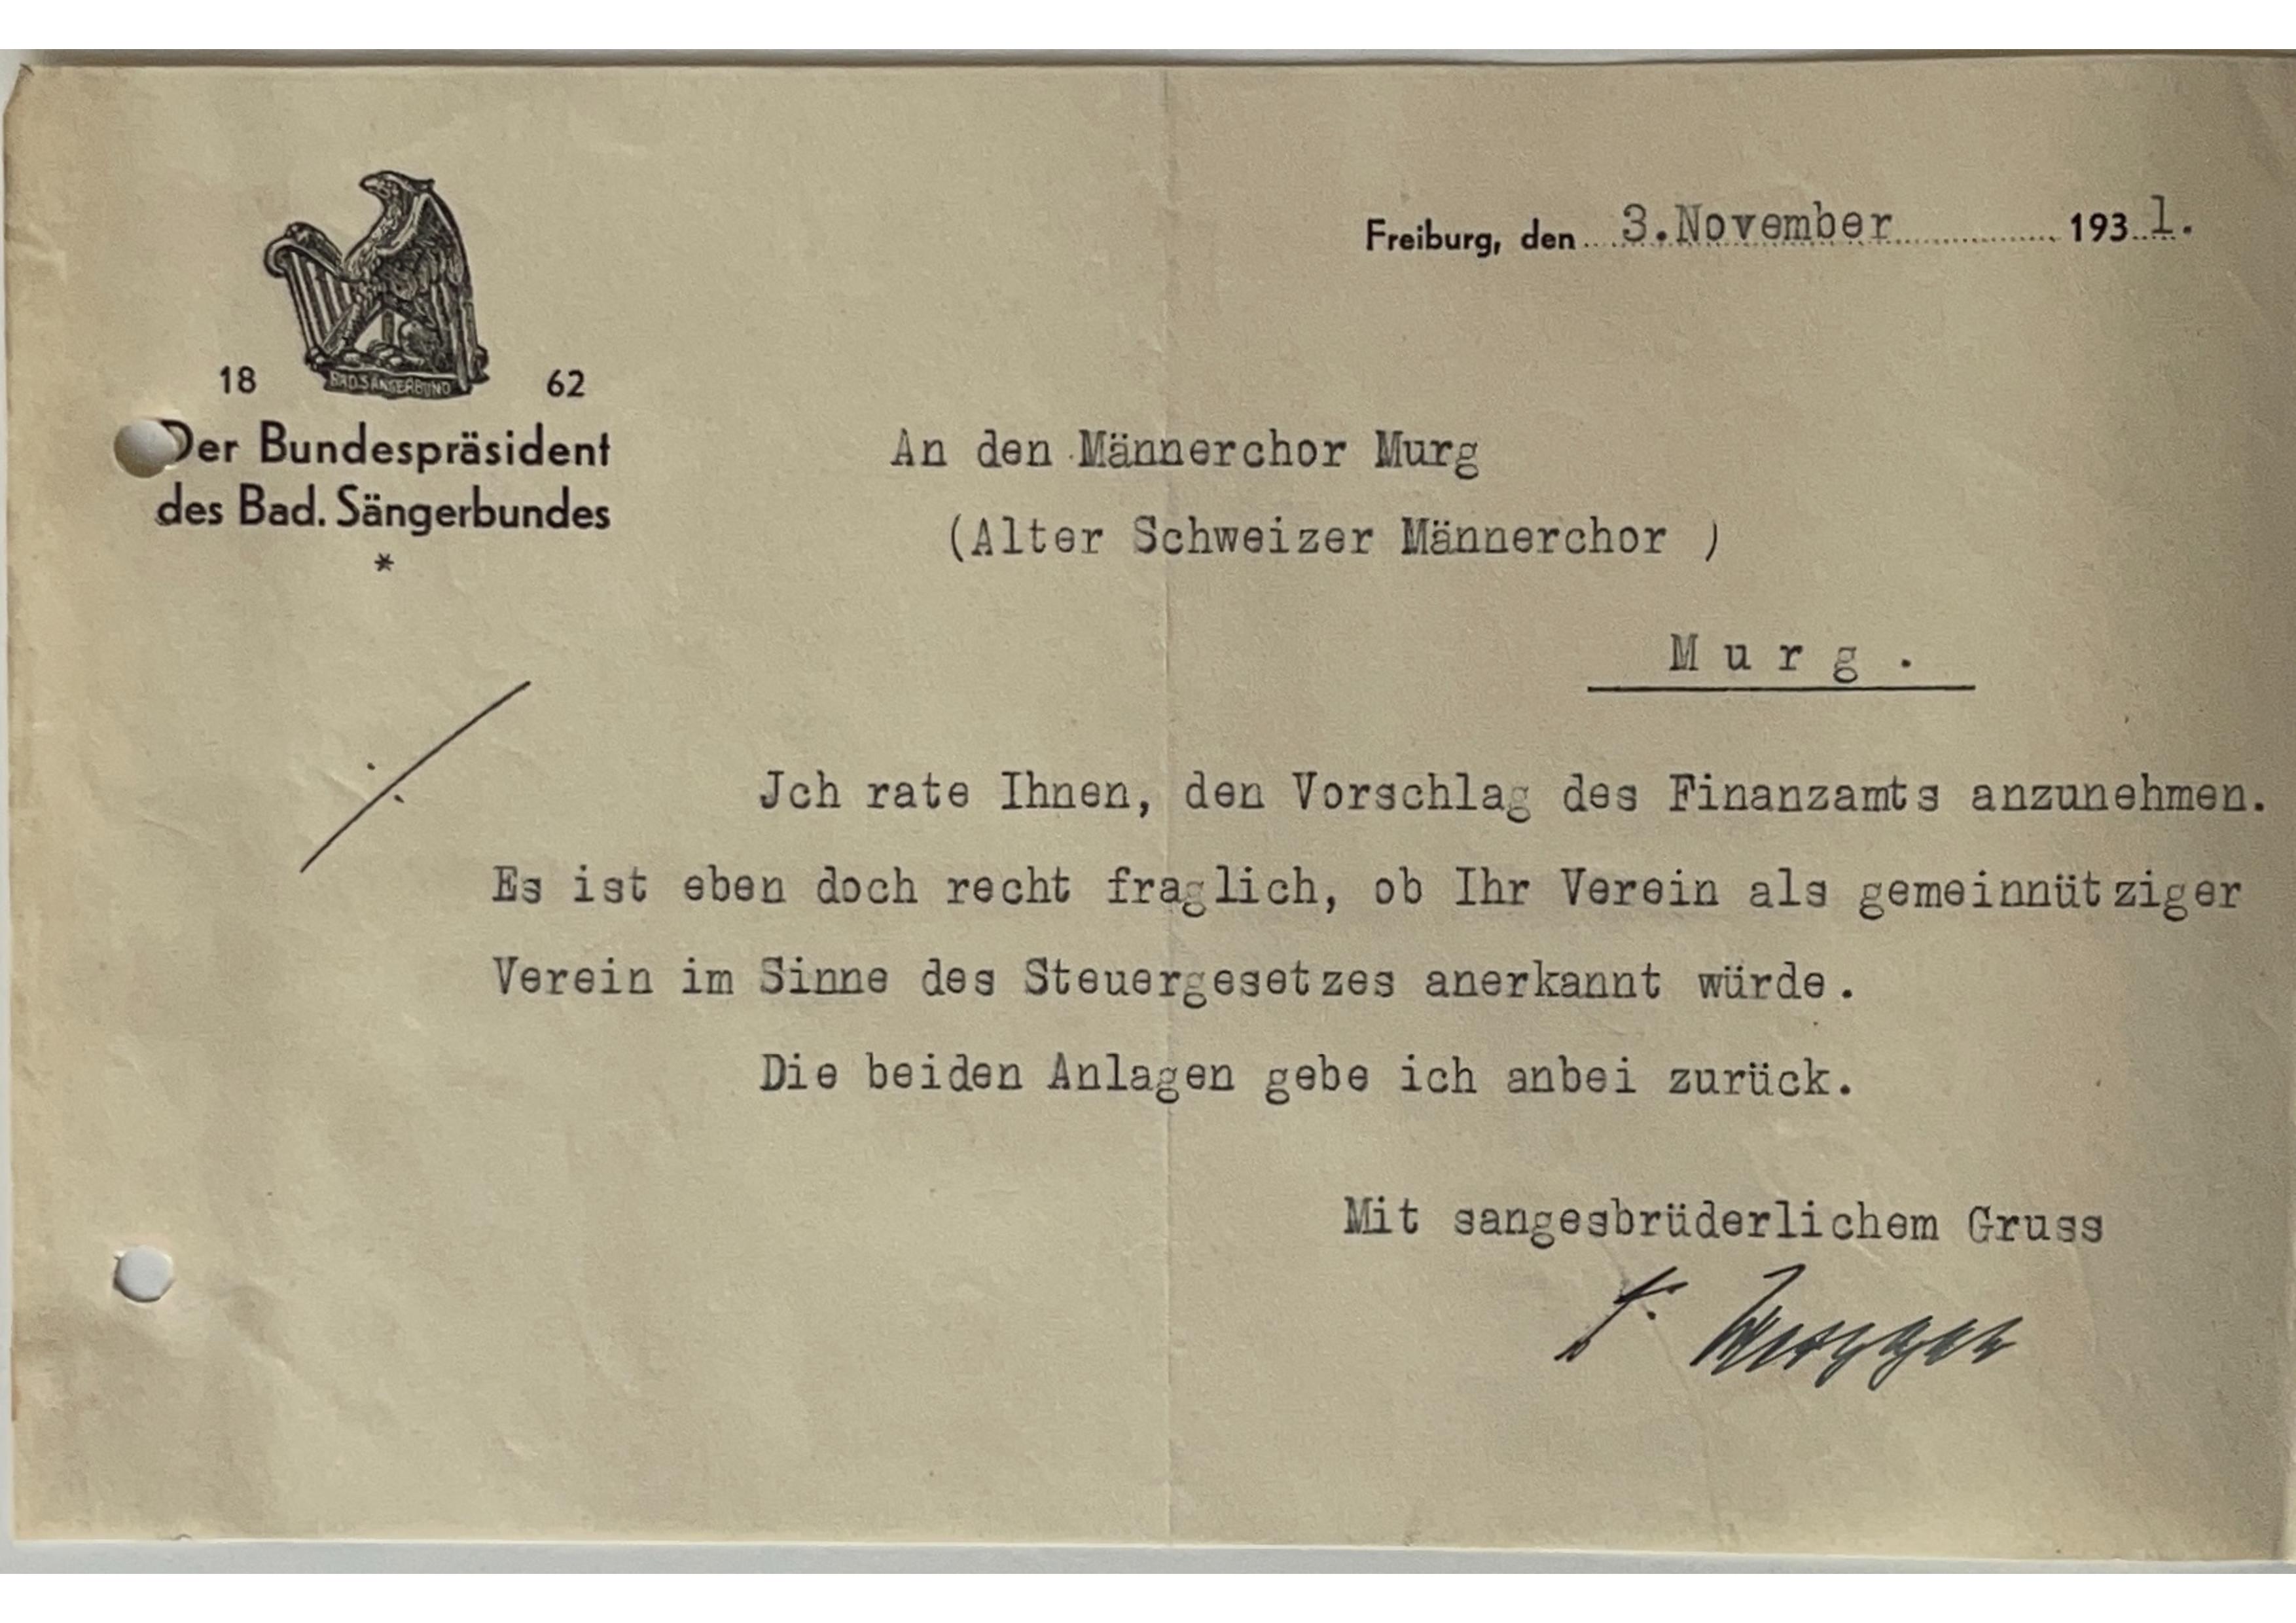 Freiburg, den 3.November 1931.
BAD.SÄNGERBUND
18 62
Der Bundespräsident
des Bad. Sängerbundes
*
An den Männerchor Murg
(Alter Schweizer Männerchor )
Murg.
Jch rate Ihnen, den Vorschlag des Finanzamts anzunehmen.
Es ist eben doch recht fraglich, ob Ihr Verein als gemeinnütziger
Verein im Sinne des Steuergesetzes anerkannt würde.
Die beiden Anlagen gebe ich anbei zurück.
Mit sangesbrüderlichem Gruss